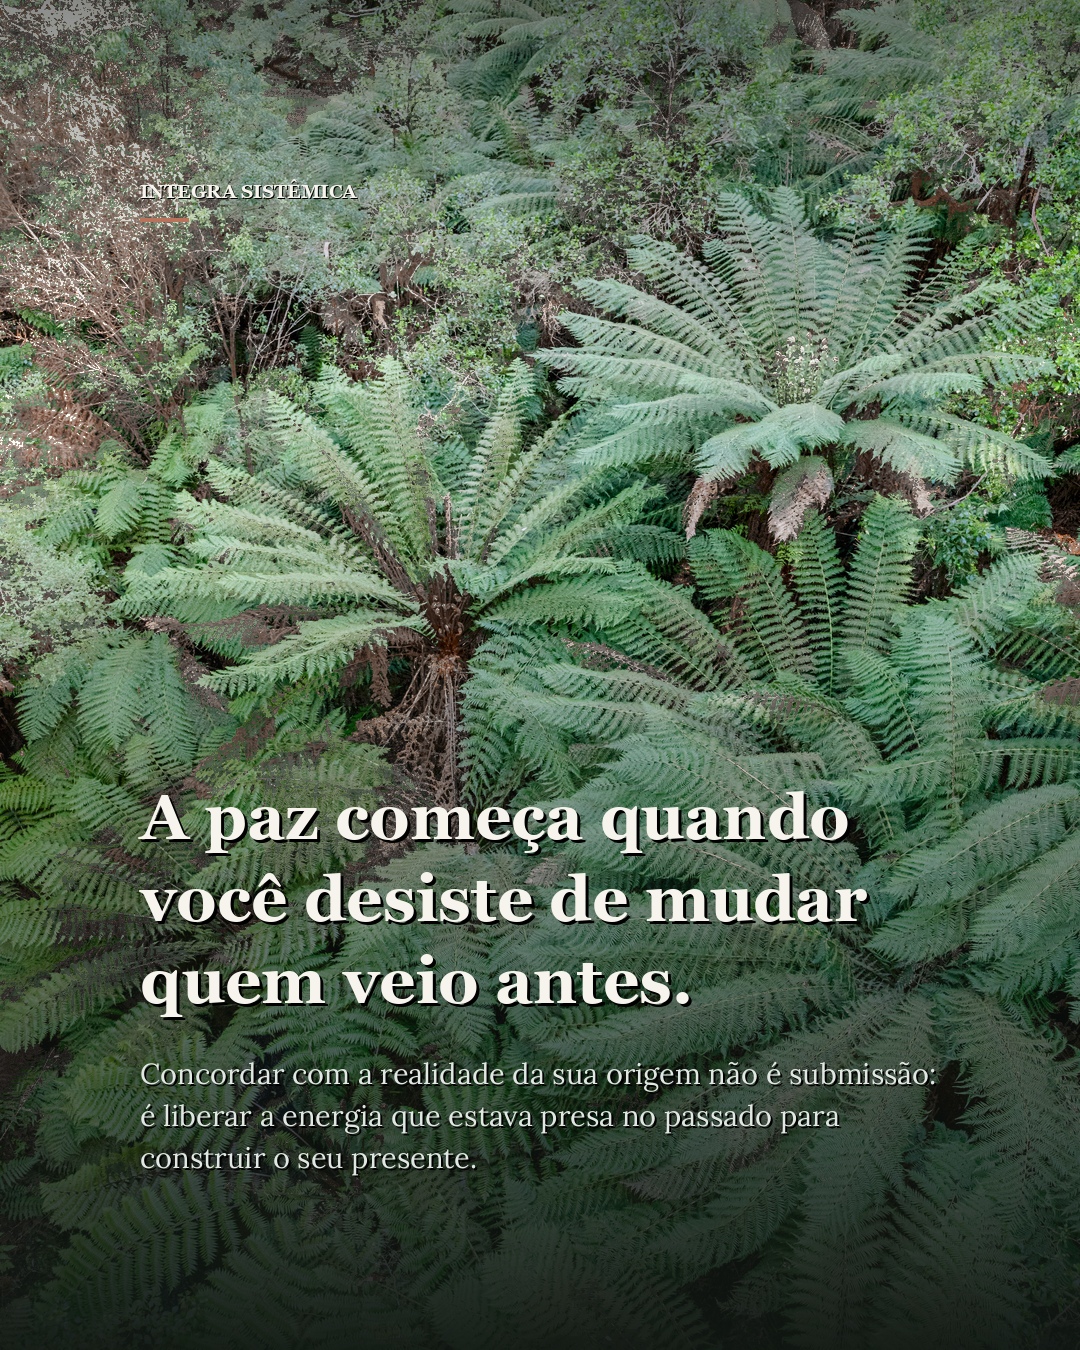 INTEGRA SISTÊMICA
A paz começa quando
você desiste de mudar
quem veio antes.
Concordar com a realidade da sua origem não é submissão:
é liberar a energia que estava presa no passado para
construir o seu presente.